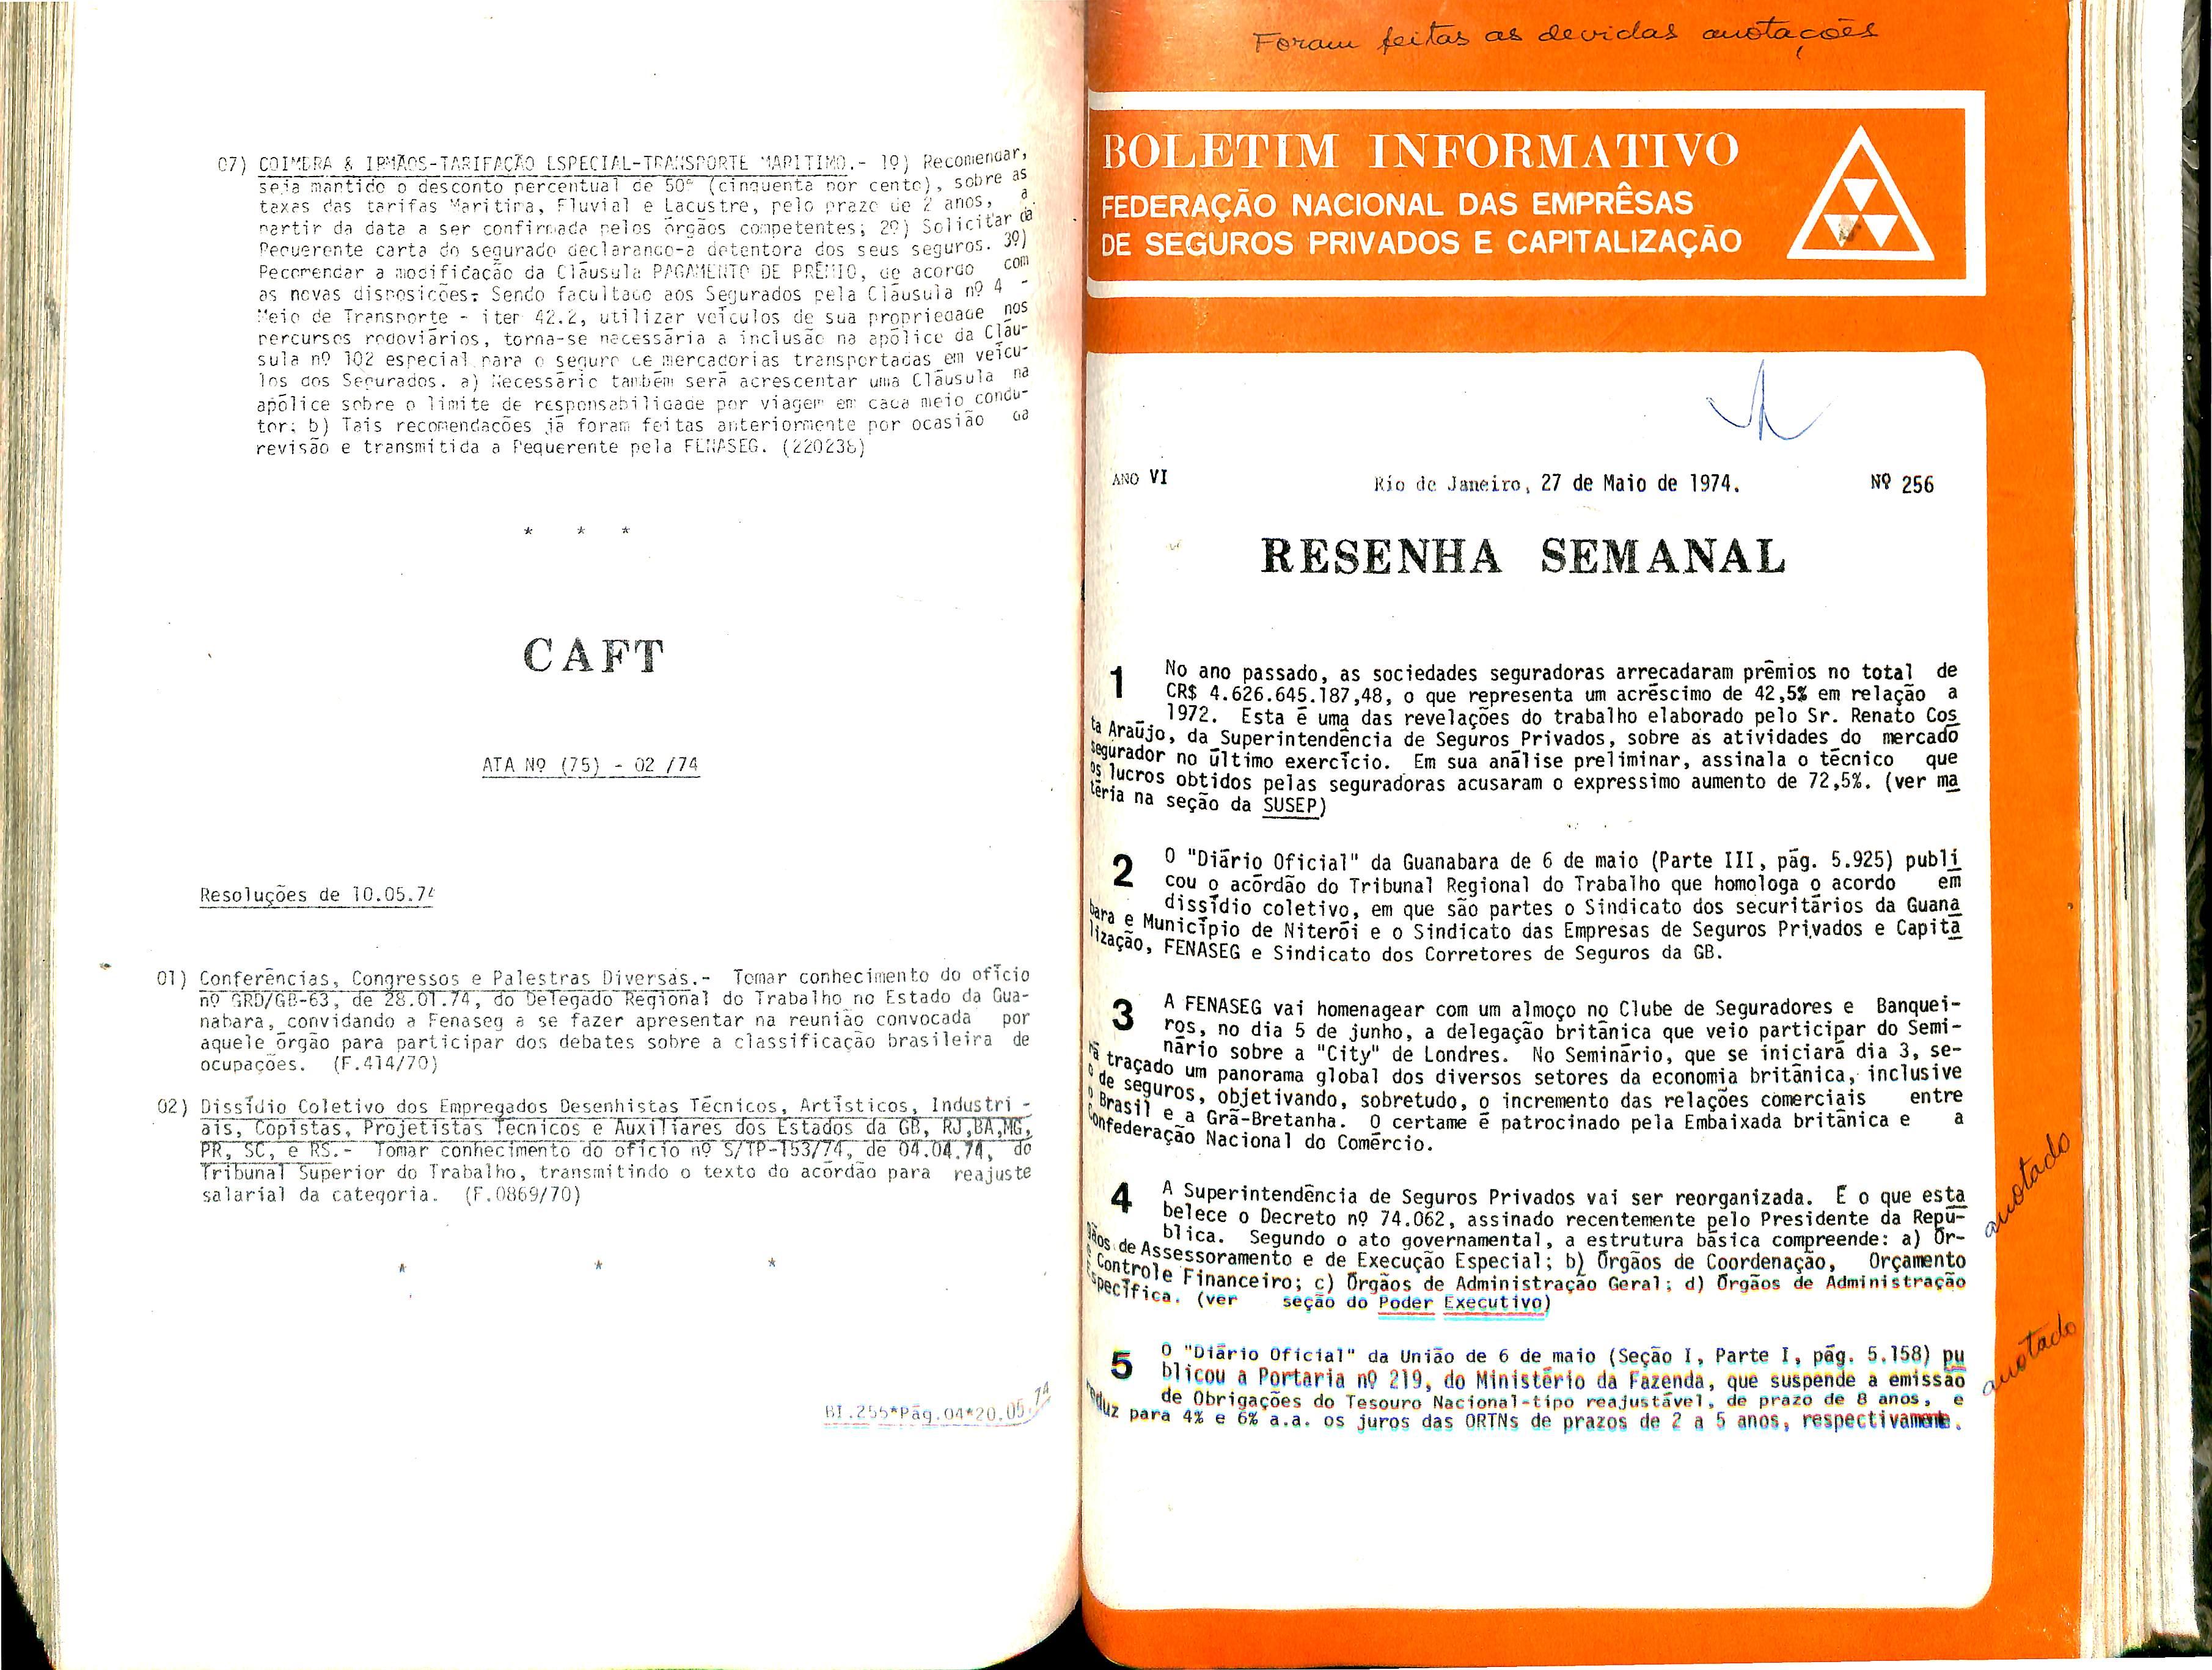 07) COIMBRA & IRMÃOS-TARIFAÇÃO ESPECIAL-TRANSPORTE MARITIMO.- 1º) Recomendar,
seja mantido o desconto percentual de 50% (cinquenta por cento), sobre as
taxas das tarifas Maritima, Fluvial e Lacustre, pelo prazo de 2 anos, a
partir da data a ser confirmada pelos órgãos competentes; 2º) Solicitar da
Requerente carta do segurado declarando-a detentora dos seus seguros. 3º)
Recomendar a modificação da Cláusula PAGAMENTO DE PRÊMIO, de acordo com
as novas disposições- Sendo facultado aos Segurados pela Cláusula nº 4 -
Meio de Transporte - item 42.2, utilizar veículos de sua propriedade nos
percursos rodoviários, torna-se necessária a inclusão na apólice da Cláu-
sula nº 102 especial para o seguro de mercadorias transportadas em veícu-
los dos Segurados. a) Necessário também será acrescentar uma Cláusula na
apólice sobre o limite de responsabilidade por viagem em cada meio condu-
tor; b) Tais recomendações já foram feitas anteriormente por ocasião da
revisão e transmitida a Requerente pela FENASEG. (220238)
* * *
CAFT
ATA Nº (75) - 02 /74
Resoluções de 10.05.74
01) Conferências, Congressos e Palestras Diversas.- Tomar conhecimento do ofício
nº GRD/GB-63, de 28.01.74, do Delegado Regional do Trabalho no Estado da Gua-
nabara, convidando a Fenaseg a se fazer apresentar na reunião convocada por
aquele órgão para participar dos debates sobre a classificação brasileira de
ocupações. (F.414/70)
02) Dissídio Coletivo dos Empregados Desenhistas Técnicos, Artísticos, Industri -
ais, Copistas, Projetistas Técnicos e Auxiliares dos Estados da GB, RJ,BA,MG,
PR, SC, e RS.- Tomar conhecimento do ofício nº S/TP-153/74, de 04.04.74, do
Tribunal Superior do Trabalho, transmitindo o texto do acórdão para reajuste
salarial da categoria. (F.0869/70)
* * *
BI.255*Pág.04*20.05.74
Foram feitas as devidas anotações
BOLETIM INFORMATIVO
FEDERAÇÃO NACIONAL DAS EMPRÊSAS
DE SEGUROS PRIVADOS E CAPITALIZAÇÃO
ANO VI Rio de Janeiro, 27 de Maio de 1974. Nº 256
RESENHA SEMANAL
1 No ano passado, as sociedades seguradoras arrecadaram prêmios no total de
CR$ 4.626.645.187,48, o que representa um acréscimo de 42,5% em relação a
1972. Esta é uma das revelações do trabalho elaborado pelo Sr. Renato Cos
ta Araújo, da Superintendência de Seguros Privados, sobre as atividades do mercado
segurador no último exercício. Em sua análise preliminar, assinala o técnico que
os lucros obtidos pelas seguradoras acusaram o expressimo aumento de 72,5%. (ver ma
téria na seção da SUSEP)
2 O "Diário Oficial" da Guanabara de 6 de maio (Parte III, pág. 5.925) publi
cou o acórdão do Tribunal Regional do Trabalho que homologa o acordo em
dissídio coletivo, em que são partes o Sindicato dos securitários da Guana
bara e Município de Niterói e o Sindicato das Empresas de Seguros Privados e Capita
lização, FENASEG e Sindicato dos Corretores de Seguros da GB.
3 A FENASEG vai homenagear com um almoço no Clube de Seguradores e Banquei-
ros, no dia 5 de junho, a delegação britânica que veio participar do Semi-
nário sobre a "City" de Londres. No Seminário, que se iniciará dia 3, se-
rá traçado um panorama global dos diversos setores da economia britânica, inclusive
o de seguros, objetivando, sobretudo, o incremento das relações comerciais entre
o Brasil e a Grã-Bretanha. O certame é patrocinado pela Embaixada britânica e a
Confederação Nacional do Comércio.
4 A Superintendência de Seguros Privados vai ser reorganizada. É o que esta
belece o Decreto nº 74.062, assinado recentemente pelo Presidente da Repú-
blica. Segundo o ato governamental, a estrutura básica compreende: a) Ór-
gãos de Assessoramento e de Execução Especial; b) Órgãos de Coordenação, Orçamento
e Controle Financeiro; c) Órgãos de Administração Geral; d) Órgãos de Administração
Específica. (ver seção do Poder Executivo)
anotado
5 O "Diário Oficial" da União de 6 de maio (Seção I, Parte I, pág. 5.158) pu
blicou a Portaria nº 219, do Ministério da Fazenda, que suspende a emissão
de Obrigações do Tesouro Nacional-tipo reajustável, de prazo de 8 anos, e
reduz para 4% e 6% a.a. os juros das ORTNs de prazos de 2 a 5 anos, respectivamente.
anotado